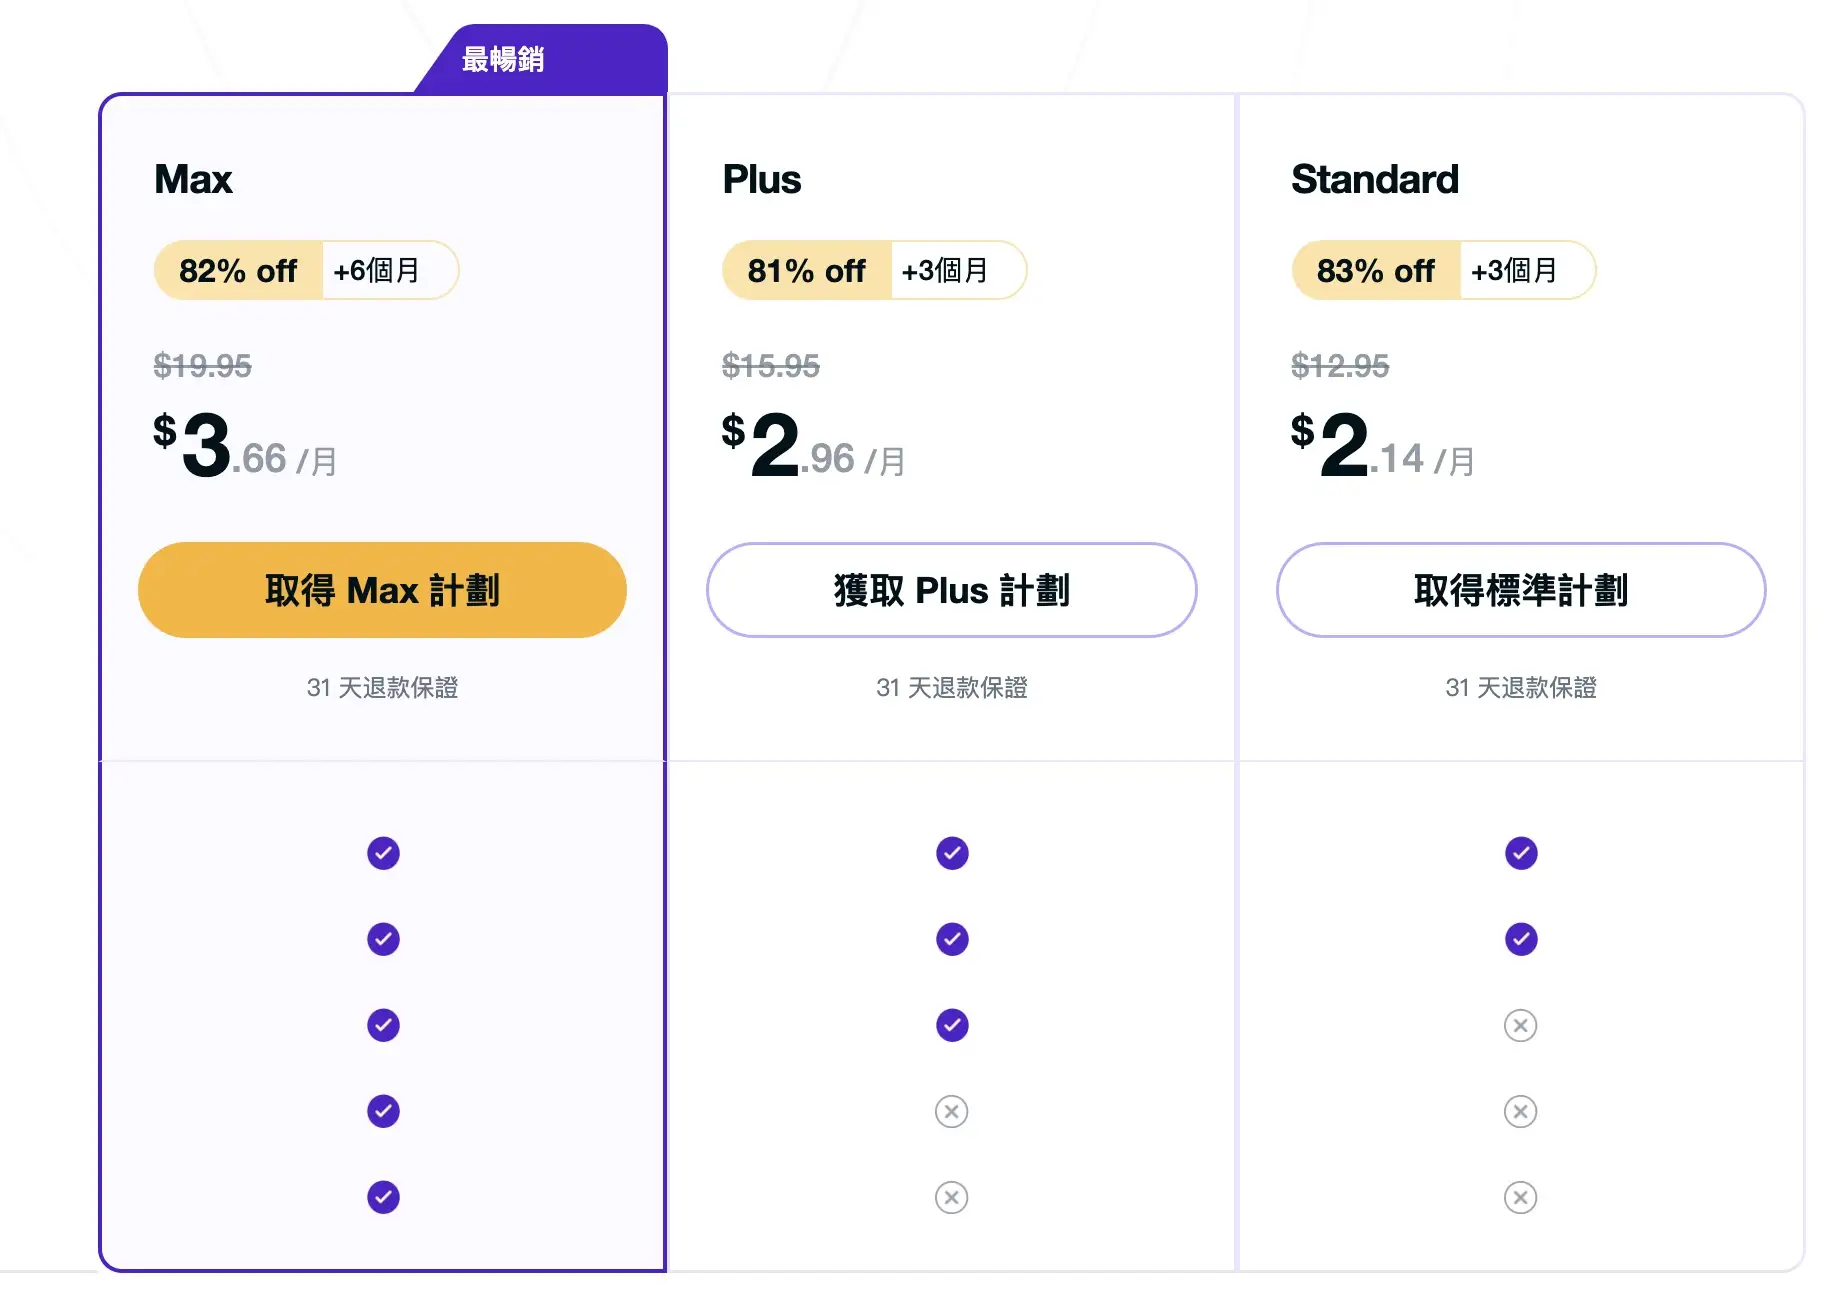 最暢銷
Max
82% off +6個月
$19.95
$3.66 /月
取得 Max 計劃
31 天退款保證
Plus
81% off +3個月
$15.95
$2.96 /月
獲取 Plus 計劃
31 天退款保證
Standard
83% off +3個月
$12.95
$2.14 /月
取得標準計劃
31 天退款保證